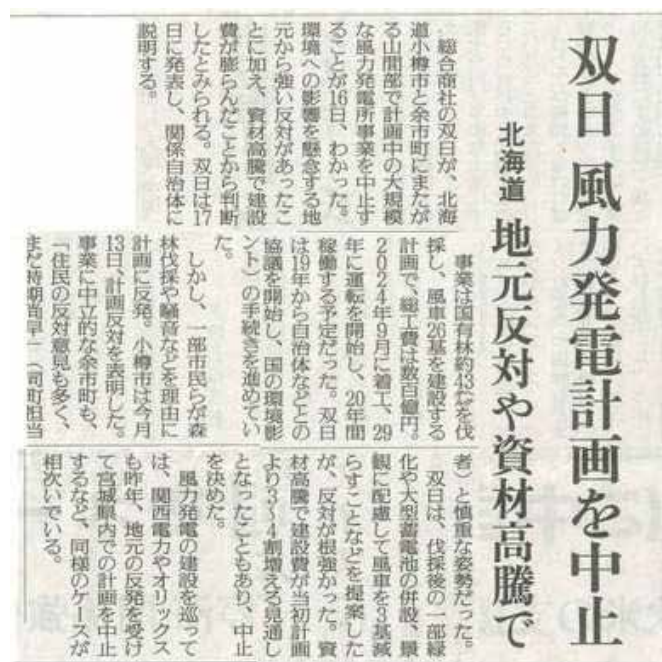 双日 風力発電計画を中止
北海道 地元反対や資材高騰で
総合商社の双日が、北海
道小樽市と余市町にまたが
る山間部で計画中の大規模
な風力発電所事業を中止す
ることが16日、わかった。
環境への影響を懸念する地
元から強い反対があったこ
とに加え、資材高騰で建設
費が膨らんだことから判断
したとみられる。双日は17
日に発表し、関係自治体に
説明する。
事業は国有林約43㌶を伐
採し、風車26基を建設する
計画で、総工費は数百億円。
2024年9月に着工、29
年に運転を開始し、20年間
稼働する予定だった。双日
は19年から自治体などとの
協議を開始し、国の環境影
響評価(アセスメ
ント)の手続きを進めてい
た。
しかし、一部市民らが森
林伐採や騒音などを理由に
計画に反発。小樽市は今月
13日、計画反対を表明した。
事業に中立的な余市町も、
「住民の反対意見も多く、
まだ時期尚早」(同町担当
者)と慎重な姿勢だった。
双日は、伐採後の一部緑
化や大型蓄電池の併設、景
観に配慮して風車を3基減
らすことなどを提案した
が、反対が根強かった。資
材高騰で建設費が当初計画
より3~4割増える見通し
となったこともあり、中止
を決めた。
風力発電の建設を巡って
は、関西電力やオリックス
も昨年、地元の反発を受け
て宮城県内での計画を中止
するなど、同様のケースが
相次いでいる。